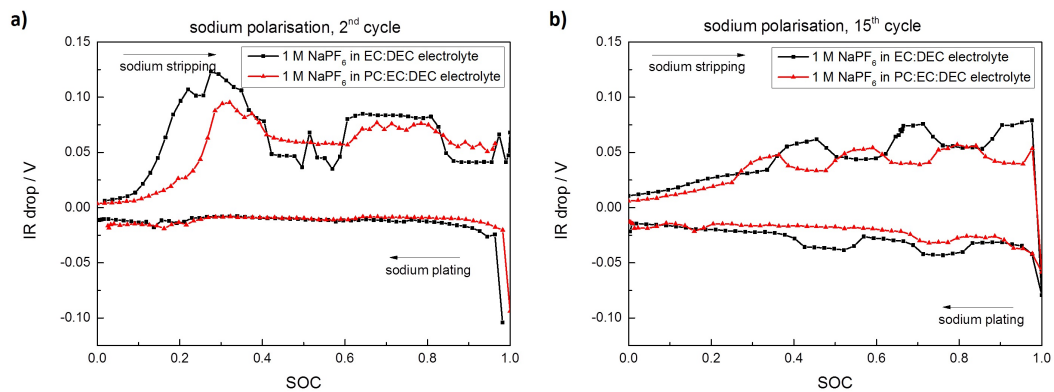 a)
sodium polarisation, 2nd cycle
0.15
0.10
0.05
0.00
-0.05
-0.10
IR drop / V
sodium stripping
1 M NaPF6 in EC:DEC electrolyte
1 M NaPF6 in PC:EC:DEC electrolyte
sodium plating
0.0 0.2 0.4 0.6 0.8 1.0
SOC
b)
sodium polarisation, 15th cycle
0.15
0.10
0.05
0.00
-0.05
-0.10
IR drop / V
sodium stripping
1 M NaPF6 in EC:DEC electrolyte
1 M NaPF6 in PC:EC:DEC electrolyte
sodium plating
0.0 0.2 0.4 0.6 0.8 1.0
SOC